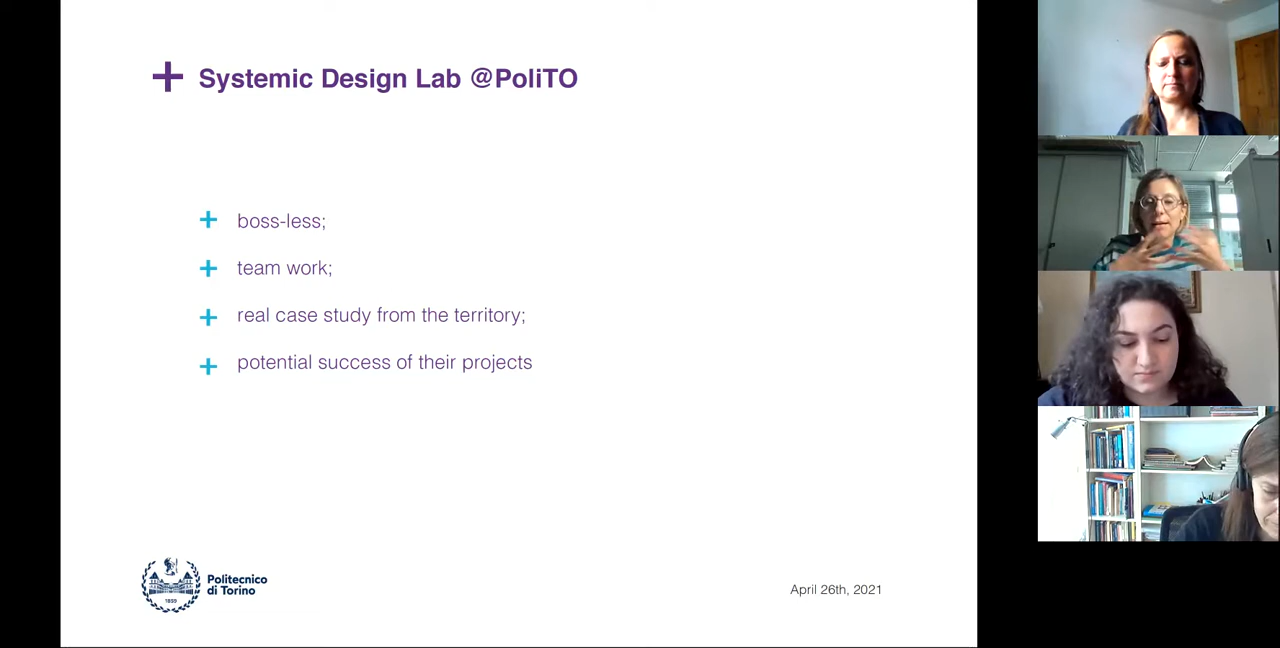 Systemic Design Lab @PoliTO
boss-less;
team work;
real case study from the territory;
potential success of their projects
1859
Politecnico
di Torino
April 26th, 2021